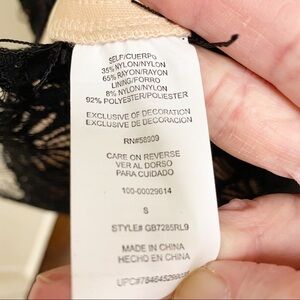 SELF/CUERPO
35% NYLON/NYLON
65% RAYON/RAYON
LINING/FORRO
8% NYLON/NYLON
92% POLYESTER/POLIESTER
EXCLUSIVE OF DECORATION
EXCLUSIVE DE DECORACION
RN#58909
CARE ON REVERSE
VER AL DORSO
PARA CUIDADO
100-00029614
S
STYLE# GB7285RL9
MADE IN CHINA
HECHO EN CHINA